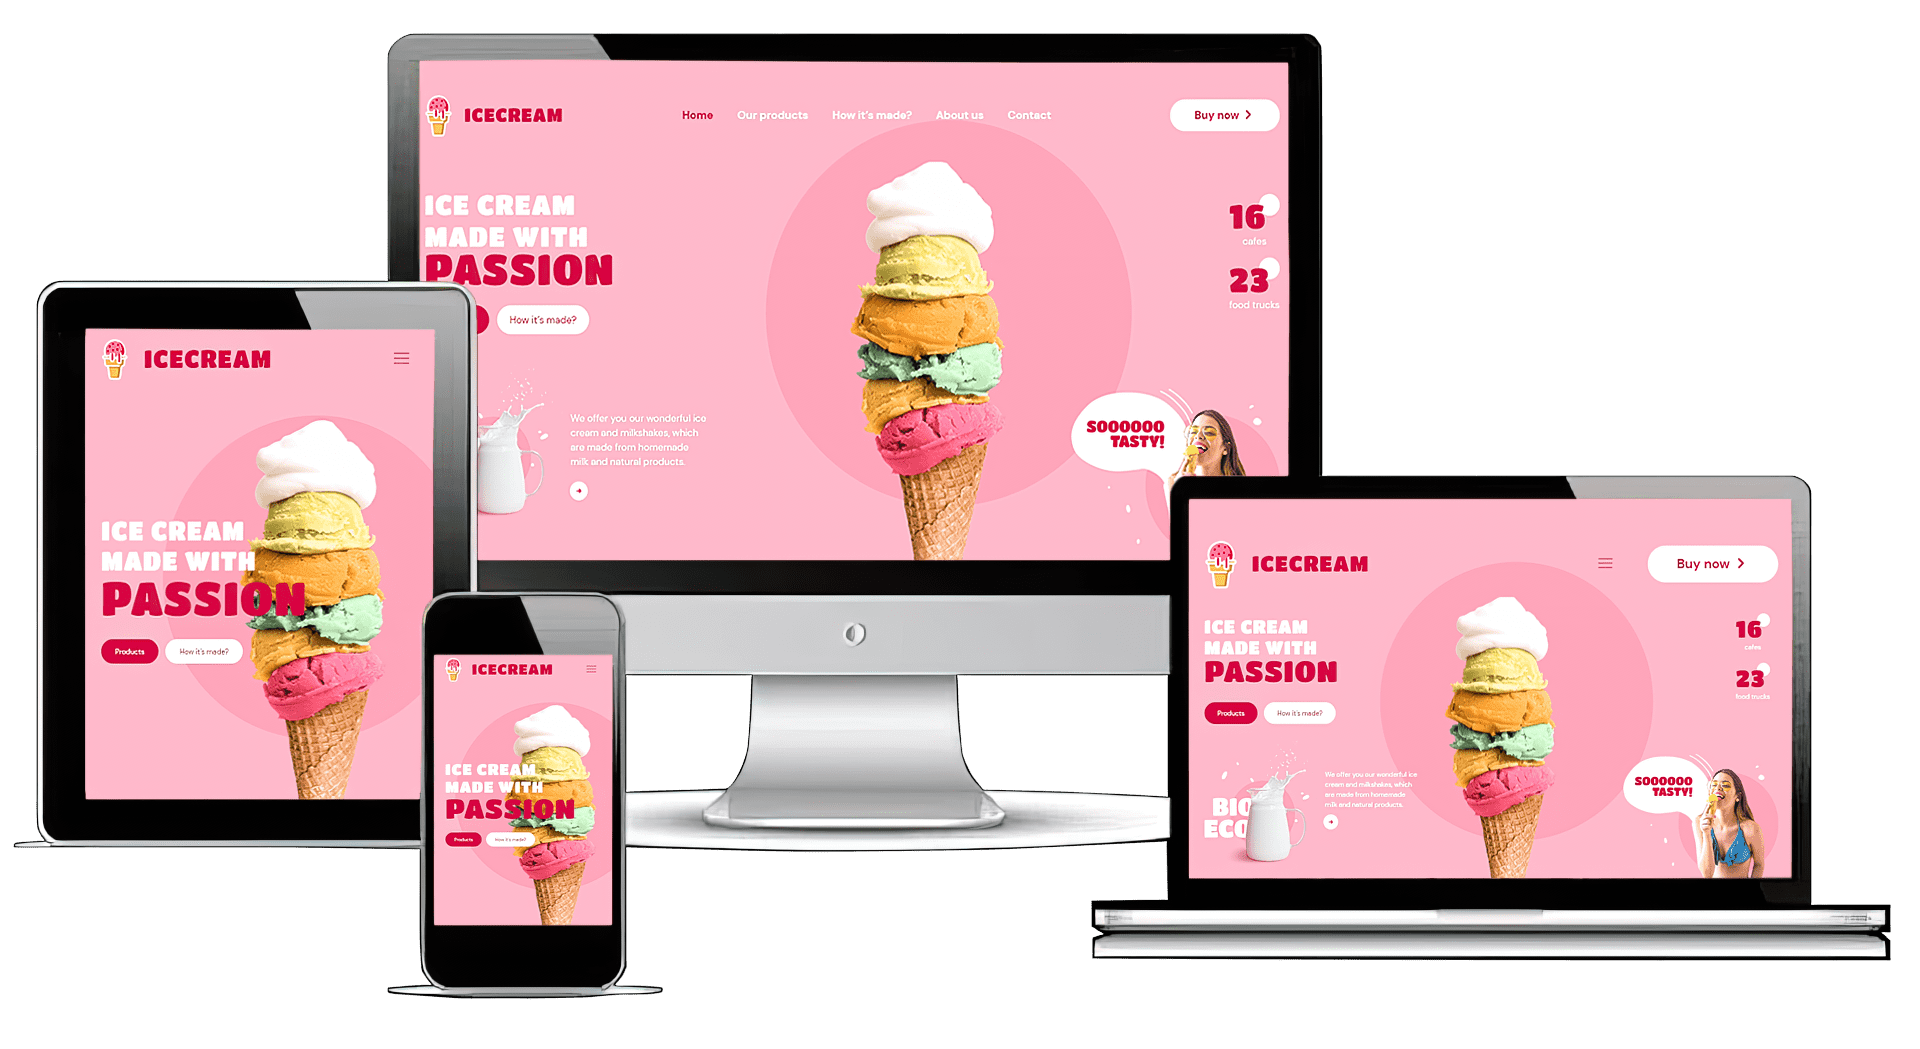 ICECREAM
Home Our products How it's made? About us Contact
Buy now
ICE CREAM
MADE WITH
PASSION
How it's made?
16
cafes
23
food trucks
We offer you our wonderful ice
cream and milkshakes, which
are made from homemade
milk and natural products.
SOOOOOO
TASTY!
ICECREAM
ICE CREAM
MADE WITH
PASSION
Products How it's made?
ICECREAM
ICE CREAM
MADE WITH
PASSION
Products How it's made?
ICECREAM
Buy now
ICE CREAM
MADE WITH
PASSION
Products How it's made?
16
cafes
23
food trucks
BIO
ECO
We offer you our wonderful ice
cream and milkshakes, which
are made from homemade
milk and natural products.
SOOOOOO
TASTY!